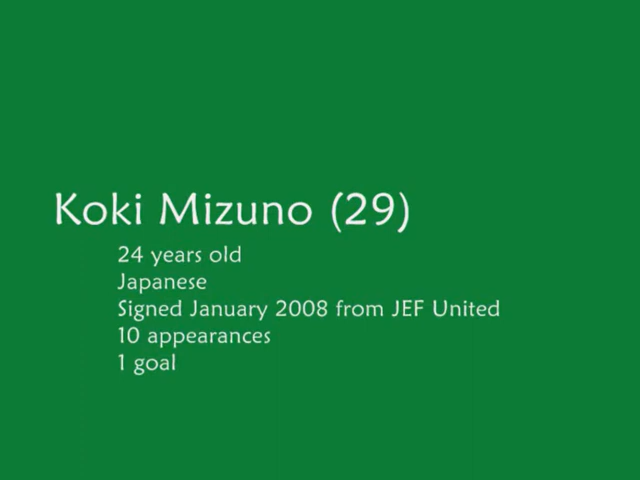 Koki Mizuno (29)
24 years old
Japanese
Signed January 2008 from JEF United
10 appearances
1 goal